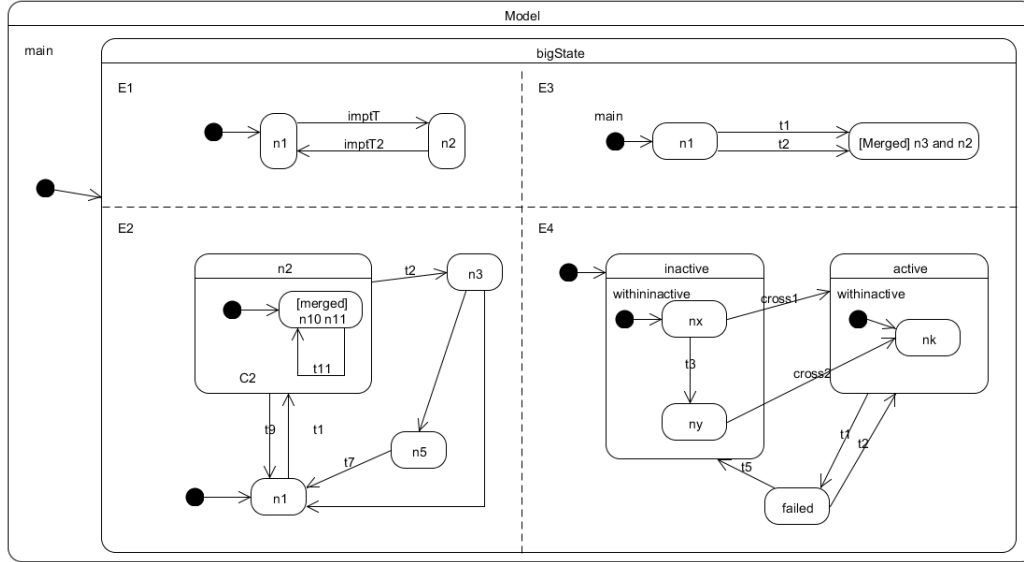 Model
main
bigState
E1
imptT
n1
imptT2
n2
E3
main
n1
t1
t2
[Merged] n3 and n2
E2
n2
[merged]
n10 n11
t11
C2
t2
n3
t9
t1
n5
t7
n1
E4
inactive
withininactive
nx
cross1
t3
ny
cross2
active
withinactive
nk
t1
t2
t5
failed